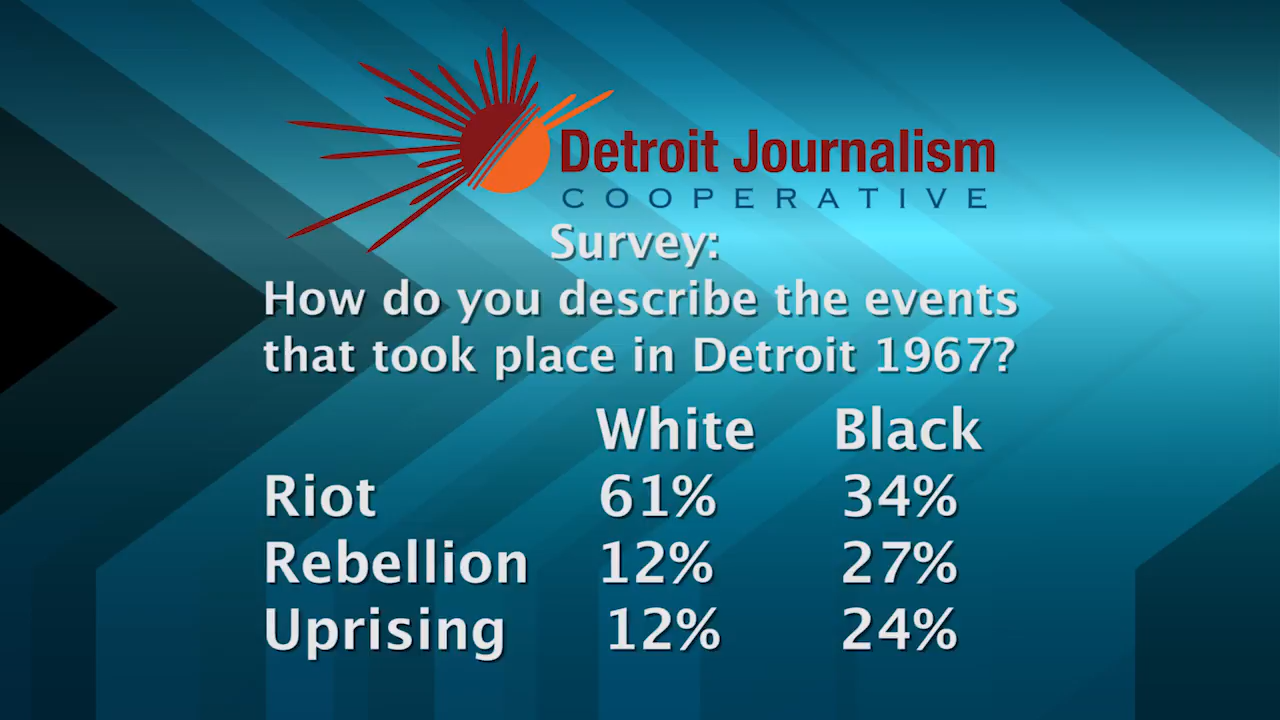 Detroit Journalism
COOPERATIVE
Survey:
How do you describe the events
that took place in Detroit 1967?
White Black
Riot 61% 34%
Rebellion 12% 27%
Uprising 12% 24%